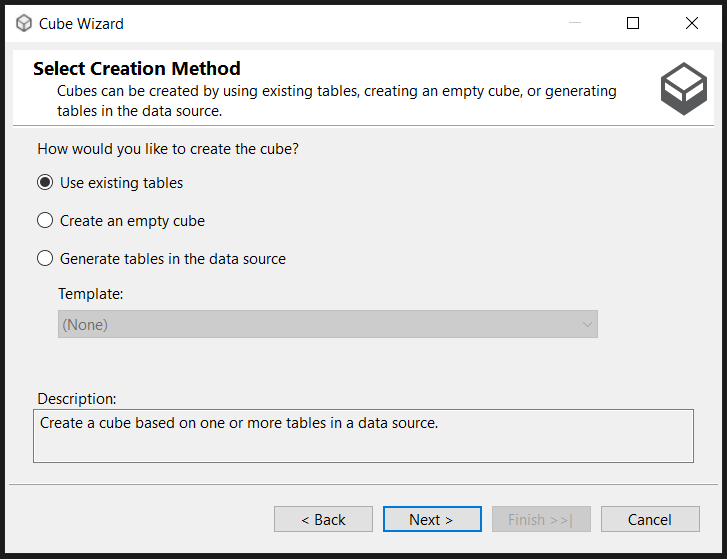 Cube Wizard
Select Creation Method
Cubes can be created by using existing tables, creating an empty cube, or generating
tables in the data source.
How would you like to create the cube?
Use existing tables
Create an empty cube
Generate tables in the data source
Template:
(None)
Description:
Create a cube based on one or more tables in a data source.
< Back
Next >
Finish >>|
Cancel